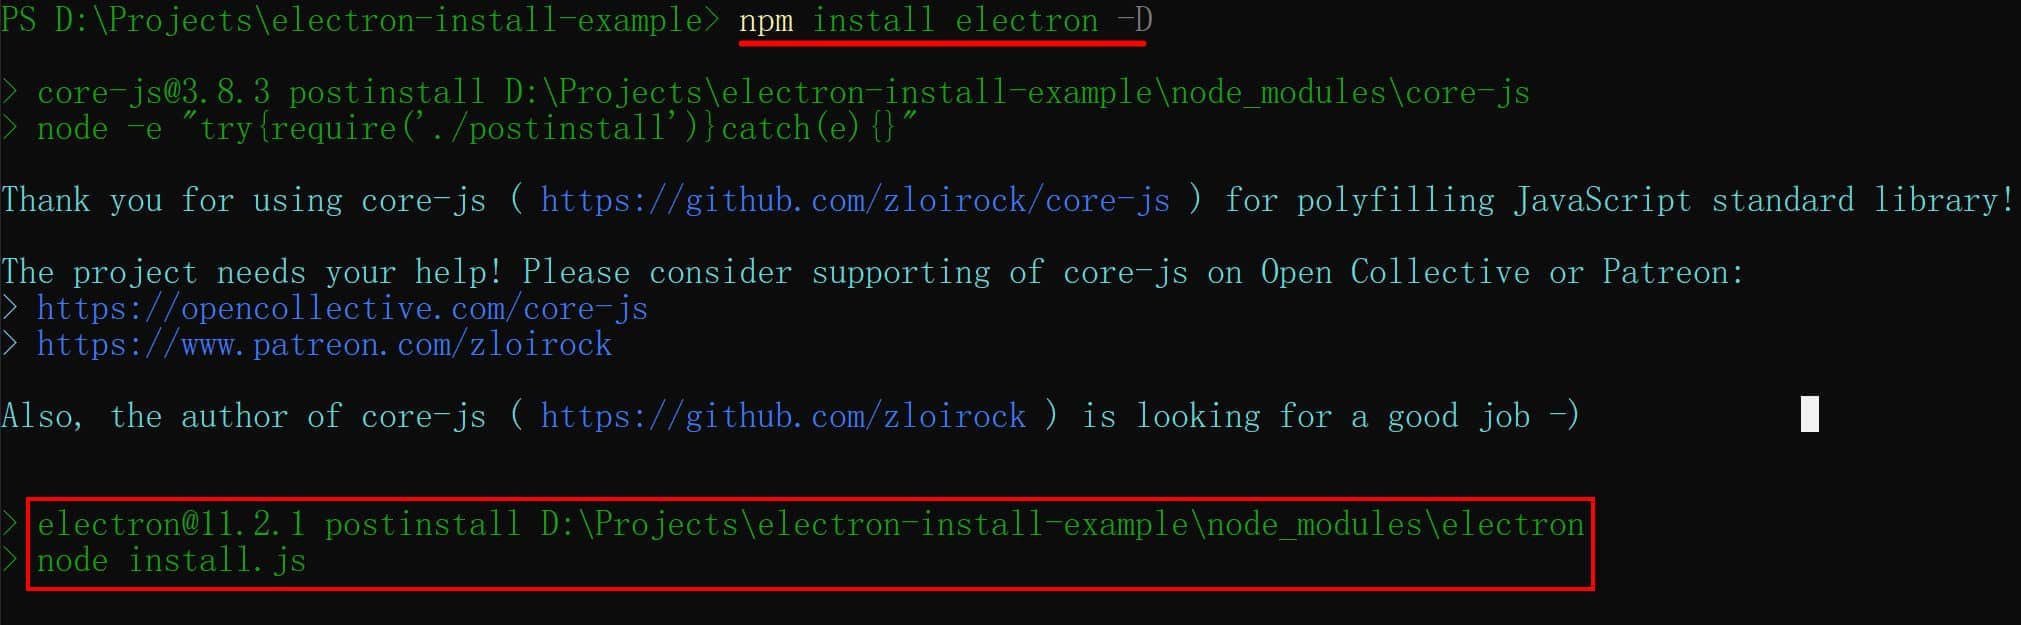 PS D:\Projects\electron-install-example> npm install electron -D
> core-js@3.8.3 postinstall D:\Projects\electron-install-example\node_modules\core-js
> node -e "try{require('./postinstall')}catch(e){}"
Thank you for using core-js ( https://github.com/zloirock/core-js ) for polyfilling JavaScript standard library!
The project needs your help! Please consider supporting of core-js on Open Collective or Patreon:
> https://opencollective.com/core-js
> https://www.patreon.com/zloirock
Also, the author of core-js ( https://github.com/zloirock ) is looking for a good job -)
> electron@11.2.1 postinstall D:\Projects\electron-install-example\node_modules\electron
> node install.js